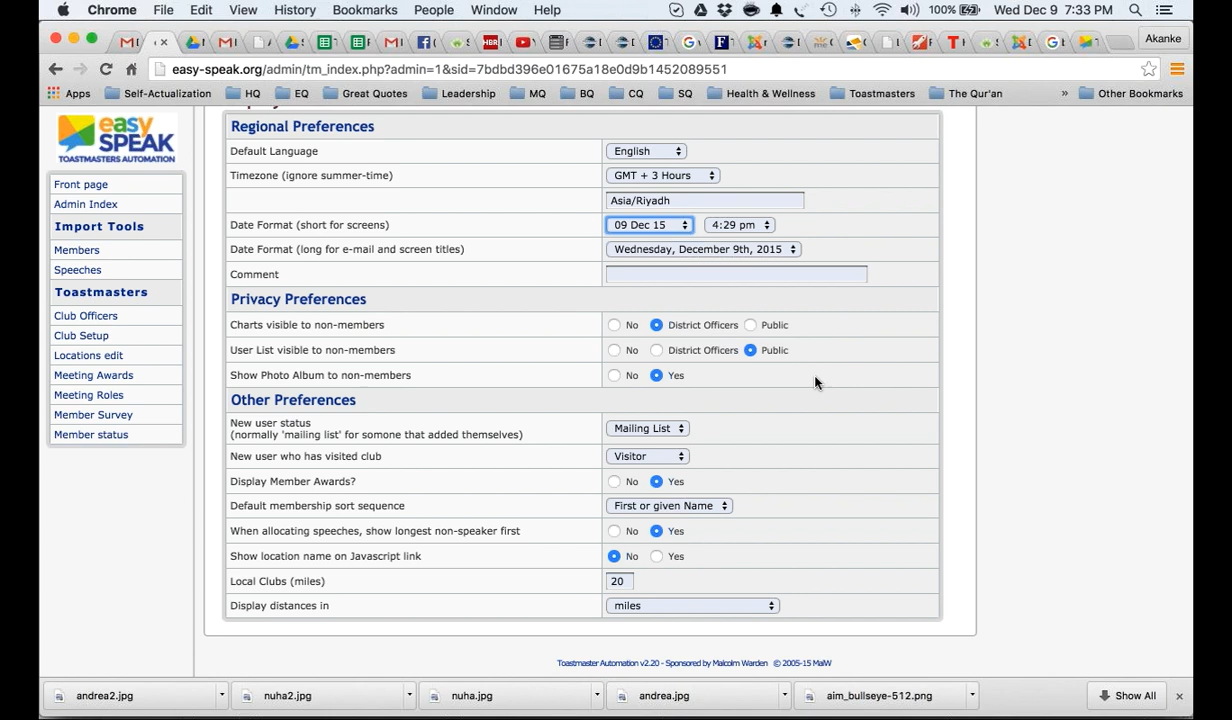 Chrome File Edit View History Bookmarks People Window Help 100% Wed Dec 9 7:33 PM
Akanke
easy-speak.org/admin/tm_index.php?admin=1&sid=7bdbd396e01675a18e0d9b1452089551
Apps Self-Actualization HQ EQ Great Quotes Leadership MQ BQ CQ SQ Health & Wellness Toastmasters The Qur'an » Other Bookmarks
easy
SPEAK
TOASTMASTERS AUTOMATION
Front page
Admin Index
Import Tools
Members
Speeches
Toastmasters
Club Officers
Club Setup
Locations edit
Meeting Awards
Meeting Roles
Member Survey
Member status
Regional Preferences
Default Language English
Timezone (ignore summer-time) GMT + 3 Hours
Asia/Riyadh
Date Format (short for screens) 09 Dec 15 4:29 pm
Date Format (long for e-mail and screen titles) Wednesday, December 9th, 2015
Comment
Privacy Preferences
Charts visible to non-members No District Officers Public
User List visible to non-members No District Officers Public
Show Photo Album to non-members No Yes
Other Preferences
New user status
(normally 'mailing list' for somone that added themselves) Mailing List
New user who has visited club Visitor
Display Member Awards? No Yes
Default membership sort sequence First or given Name
When allocating speeches, show longest non-speaker first No Yes
Show location name on Javascript link No Yes
Local Clubs (miles) 20
Display distances in miles
Toastmaster Automation v2.20 - Sponsored by Malcolm Warden © 2005-15 MalW
andrea2.jpg nuha2.jpg nuha.jpg andrea.jpg aim_bullseye-512.png Show All